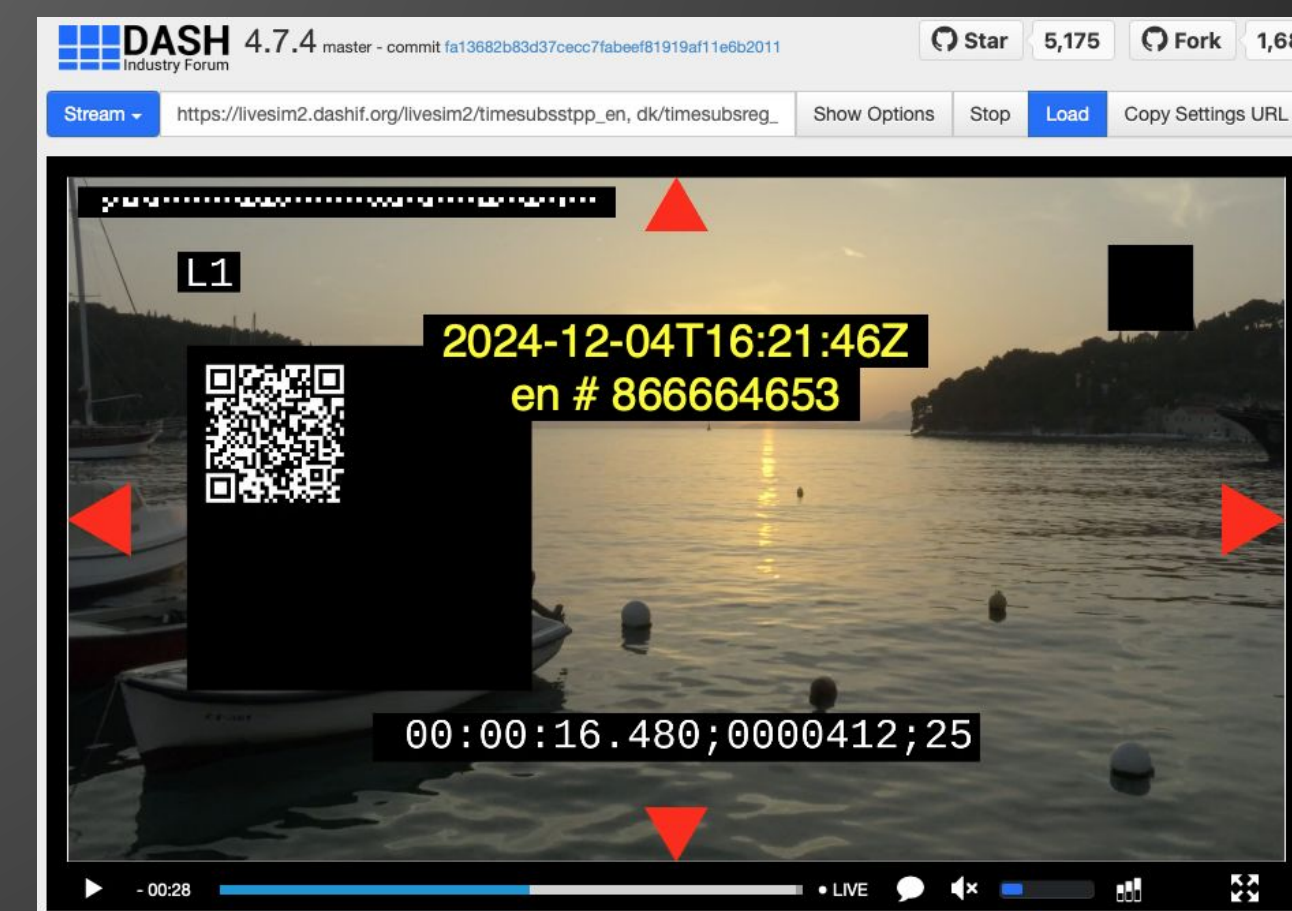 DASH Industry Forum 4.7.4 master - commit fa13682b83d37cecc7fabeef81919af11e6b2011
Star 5,175 Fork 1,68
Stream https://livesim2.dashif.org/livesim2/timesubsstpp_en, dk/timesubsreg_ Show Options Stop Load Copy Settings URL
L1
2024-12-04T16:21:46Z
en # 866664653
00:00:16.480;0000412;25
- 00:28 • LIVE